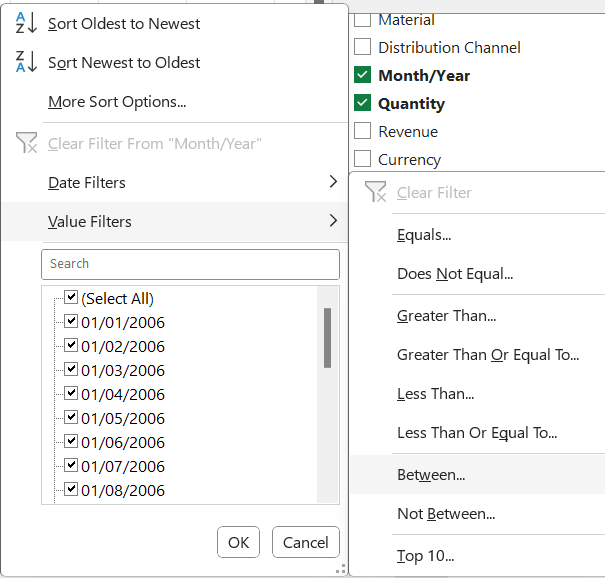 Sort Oldest to Newest
Sort Newest to Oldest
More Sort Options...
Clear Filter From "Month/Year"
Date Filters
Value Filters
Search
(Select All)
01/01/2006
01/02/2006
01/03/2006
01/04/2006
01/05/2006
01/06/2006
01/07/2006
01/08/2006
OK
Cancel
Material
Distribution Channel
Month/Year
Quantity
Revenue
Currency
Clear Filter
Equals...
Does Not Equal...
Greater Than...
Greater Than Or Equal To...
Less Than...
Less Than Or Equal To...
Between...
Not Between...
Top 10...